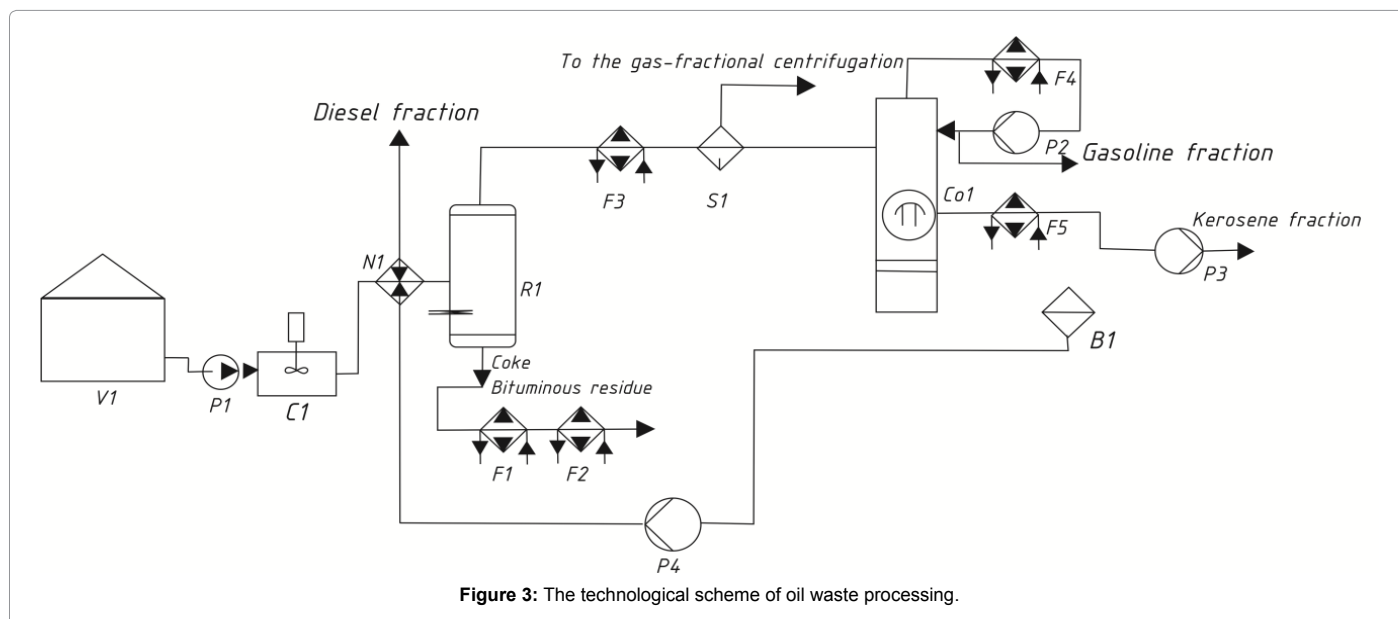 To the gas-fractional centrifugation
F4
Diesel fraction
P2
Gasoline fraction
F3
S1
Co1
F5
Kerosene fraction
P3
N1
R1
B1
V1
P1
C1
Coke
Bituminous residue
F1
F2
P4
Figure 3: The technological scheme of oil waste processing.